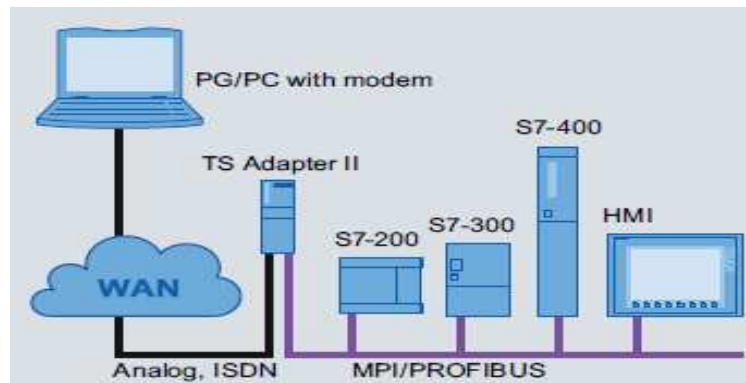 PG/PC with modem
S7-400
TS Adapter II
HMI
S7-300
S7-200
WAN
Analog, ISDN
MPI/PROFIBUS